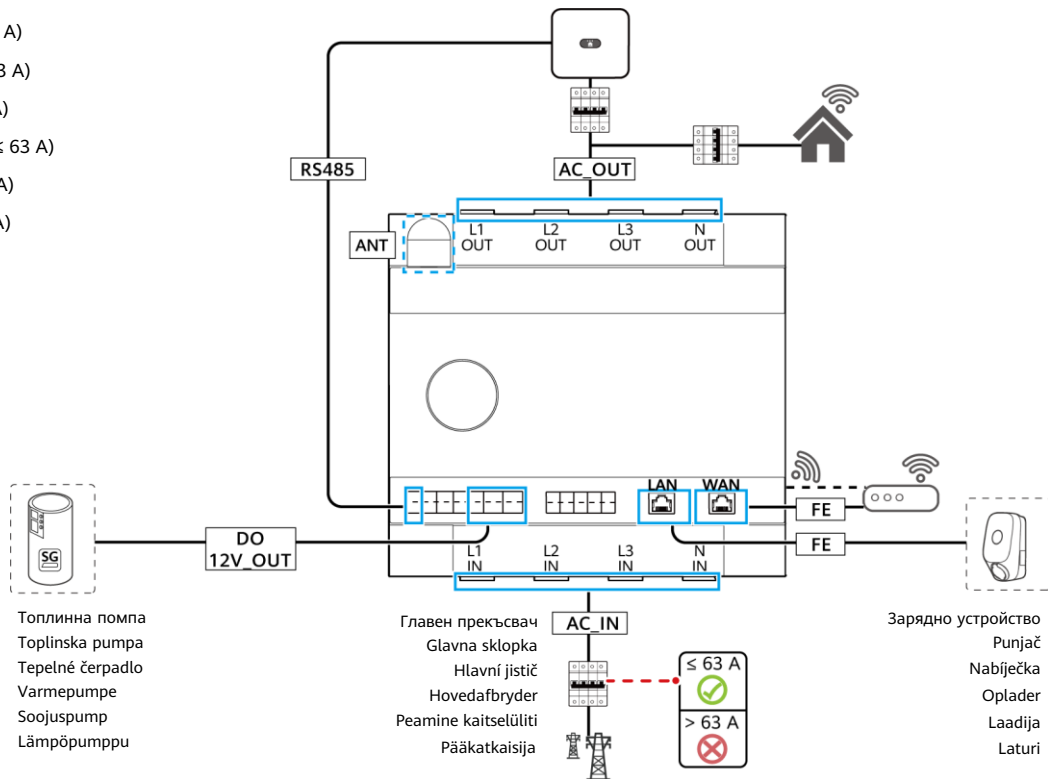 A)
3 A)
A)
≤ 63 A)
A)
A)
RS485
AC_OUT
ANT
L1 OUT
L2 OUT
L3 OUT
N OUT
LAN
WAN
FE
FE
DO
12V_OUT
SG
L1 IN
L2 IN
L3 IN
N IN
AC_IN
≤ 63 A
> 63 A
Топлинна помпа
Toplinska pumpa
Tepelné čerpadlo
Varmepumpe
Soojuspump
Lämpöpumppu
Главен прекъсвач
Glavna sklopka
Hlavní jistič
Hovedafbryder
Peamine kaitselüliti
Pääkatkaisija
Зарядно устройство
Punjač
Nabíječka
Oplader
Laadija
Laturi